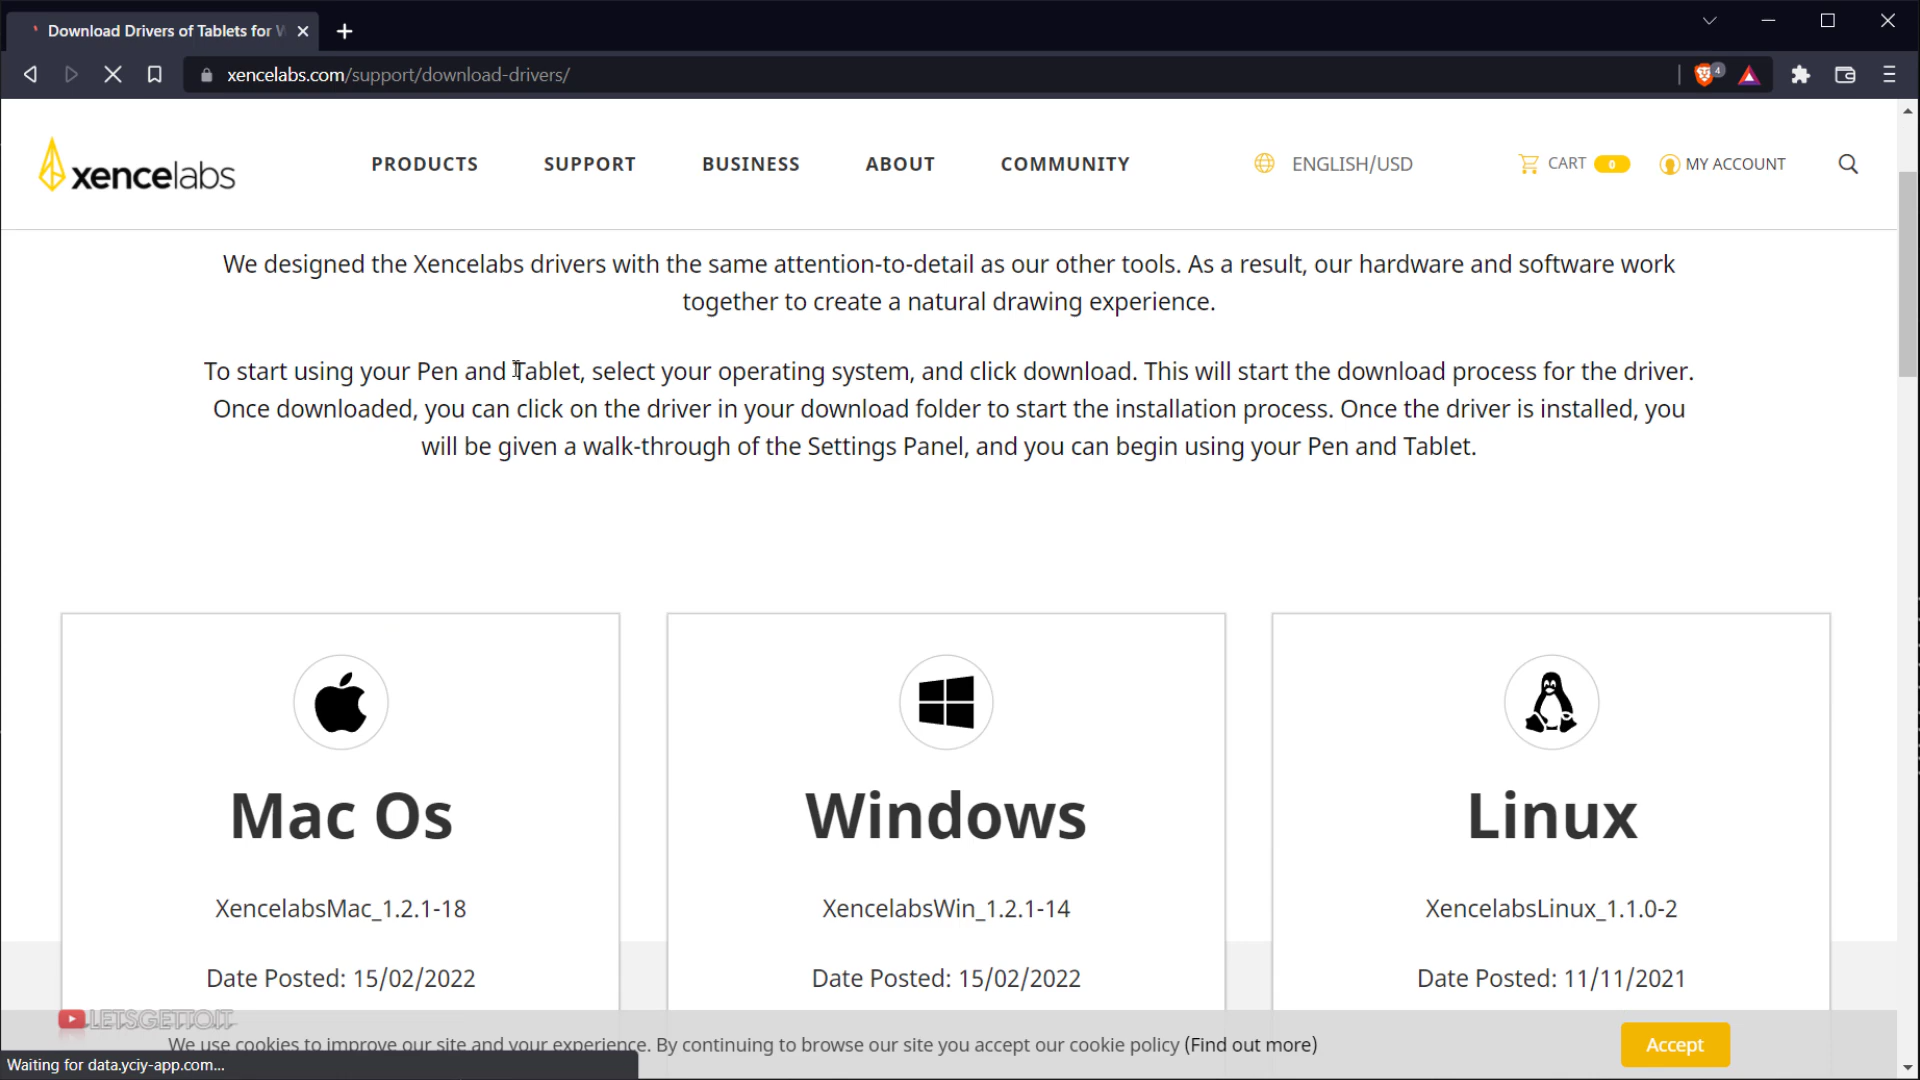 Download Drivers of Tablets for W
xencelabs.com/support/download-drivers/
4
xencelabs
PRODUCTS
SUPPORT
BUSINESS
ABOUT
COMMUNITY
ENGLISH/USD
CART 0
MY ACCOUNT
We designed the Xencelabs drivers with the same attention-to-detail as our other tools. As a result, our hardware and software work
together to create a natural drawing experience.
To start using your Pen and Tablet, select your operating system, and click download. This will start the download process for the driver.
Once downloaded, you can click on the driver in your download folder to start the installation process. Once the driver is installed, you
will be given a walk-through of the Settings Panel, and you can begin using your Pen and Tablet.
Mac Os
XencelabsMac_1.2.1-18
Date Posted: 15/02/2022
Windows
XencelabsWin_1.2.1-14
Date Posted: 15/02/2022
Linux
XencelabsLinux_1.1.0-2
Date Posted: 11/11/2021
LETSGETTOIT
We use cookies to improve our site and your experience. By continuing to browse our site you accept our cookie policy (Find out more)
Accept
Waiting for data.yciy-app.com...